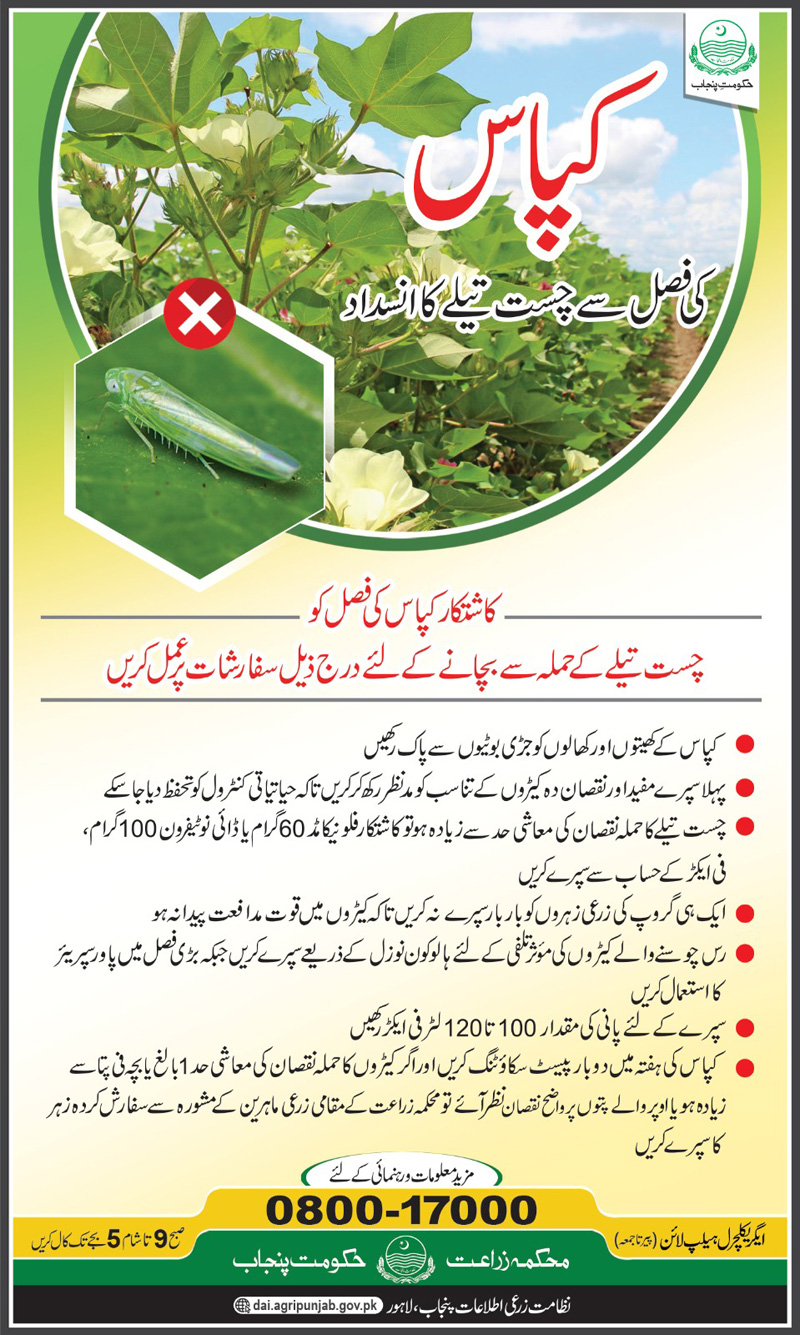 حکومتِ پنجاب
کپاس
کی فصل سے چست تیلے کا انسداد
کاشتکار کپاس کی فصل کو
چست تیلے کے حملہ سے بچانے کے لئے درج ذیل سفارشات پر عمل کریں
کپاس کے کھیتوں اور کھالوں کو جڑی بوٹیوں سے پاک رکھیں
پہلا سپرے مفید اور نقصان دہ کیڑوں کے تناسب کو مدنظر رکھ کر کریں تاکہ حیاتیاتی کنٹرول کو تحفظ دیا جا سکے
چست تیلے کا حملہ نقصان کی معاشی حد سے زیادہ ہو تو کاشتکار فلونیکامڈ 60 گرام یا ڈائی نوٹیفرون 100 گرام،
فی ایکڑ کے حساب سے سپرے کریں
ایک ہی گروپ کی زرعی زہروں کو بار بار سپرے نہ کریں تاکہ کیڑوں میں قوت مدافعت پیدا نہ ہو
رس چوسنے والے کیڑوں کی مؤثر تلفی کے لئے ہالوکون نوزل کے ذریعے سپرے کریں جبکہ بڑی فصل میں پاور سپریئر
کا استعمال کریں
سپرے کے لئے پانی کی مقدار 100 تا 120 لٹر فی ایکڑ رکھیں
کپاس کی ہفتہ میں دو بار پیسٹ سکاؤٹنگ کریں اور اگر کیڑوں کا حملہ نقصان کی معاشی حد 1 بالغ یا بچہ فی پتا سے
زیادہ ہو یا اوپر والے پتوں پر واضح نقصان نظر آئے تو محکمہ زراعت کے مقامی زرعی ماہرین کے مشورہ سے سفارش کردہ زہر
کا سپرے کریں
مزید معلومات و رہنمائی کے لئے
0800-17000
ایگریکلچرل ہیلپ لائن (پیر تا جمعہ)
صبح 9 تا شام 5 بجے تک کال کریں
محکمہ زراعت حکومتِ پنجاب
نظامت زرعی اطلاعات پنجاب، لاہور dai.agripunjab.gov.pk